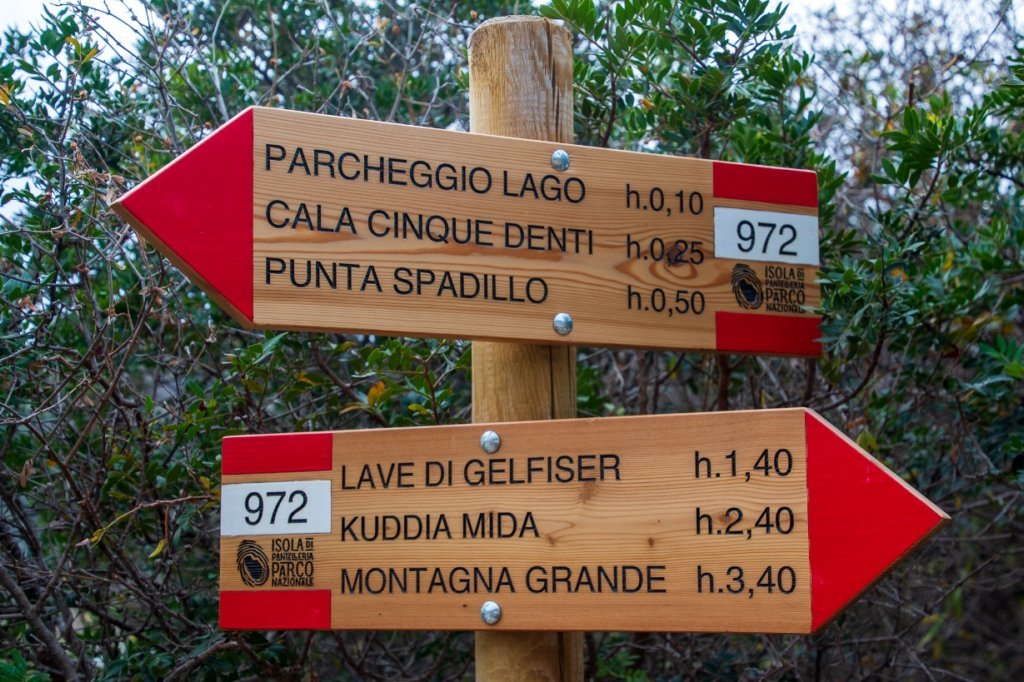 PARCHEGGIO LAGO h.0,10
CALA CINQUE DENTI h.0,25
PUNTA SPADILLO h.0,50
972
ISOLA DI
PANTELLERIA
PARCO
NAZIONALE
LAVE DI GELFISER h.1,40
KUDDIA MIDA h.2,40
MONTAGNA GRANDE h.3,40
972
ISOLA DI
PANTELLERIA
PARCO
NAZIONALE